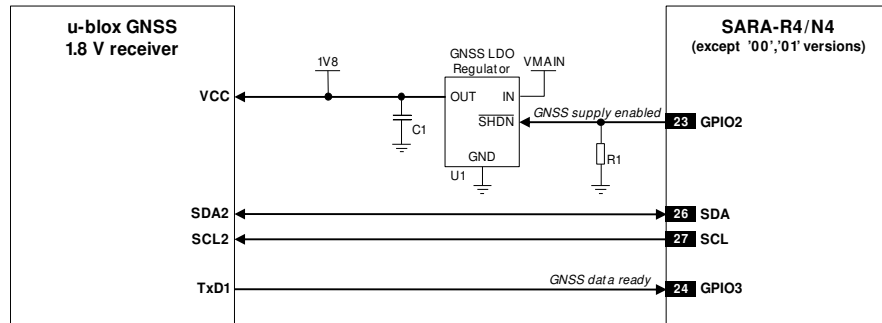 u-blox GNSS
1.8 V receiver
SARA-R4/N4
(except '00','01' versions)
GNSS LDO
Regulator
1V8
VMAIN
VCC
OUT
IN
GNSS supply enabled
SHDN
23 GPIO2
C1
GND
R1
U1
SDA2
26 SDA
SCL2
27 SCL
GNSS data ready
TxD1
24 GPIO3